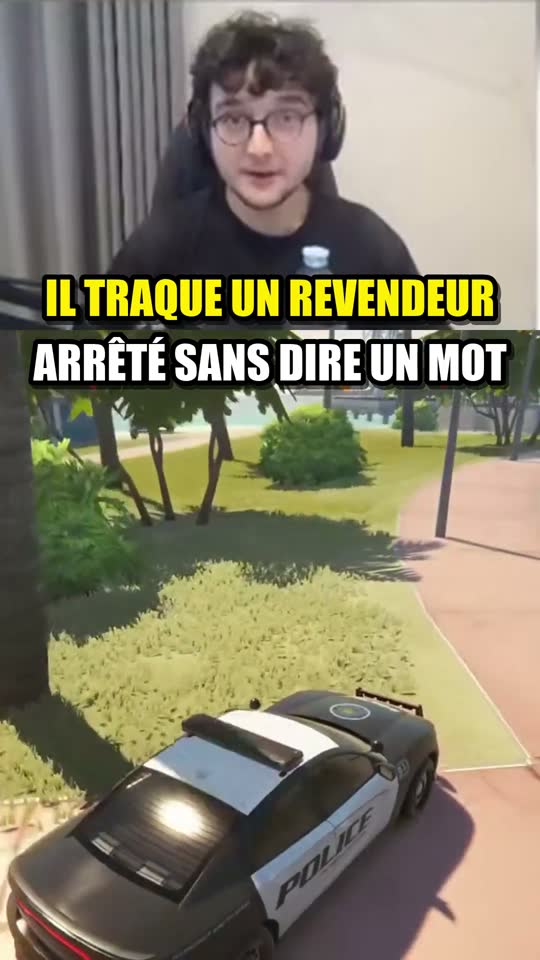 IL TRAQUE UN REVENDEUR
ARRÊTÉ SANS DIRE UN MOT
POLICE